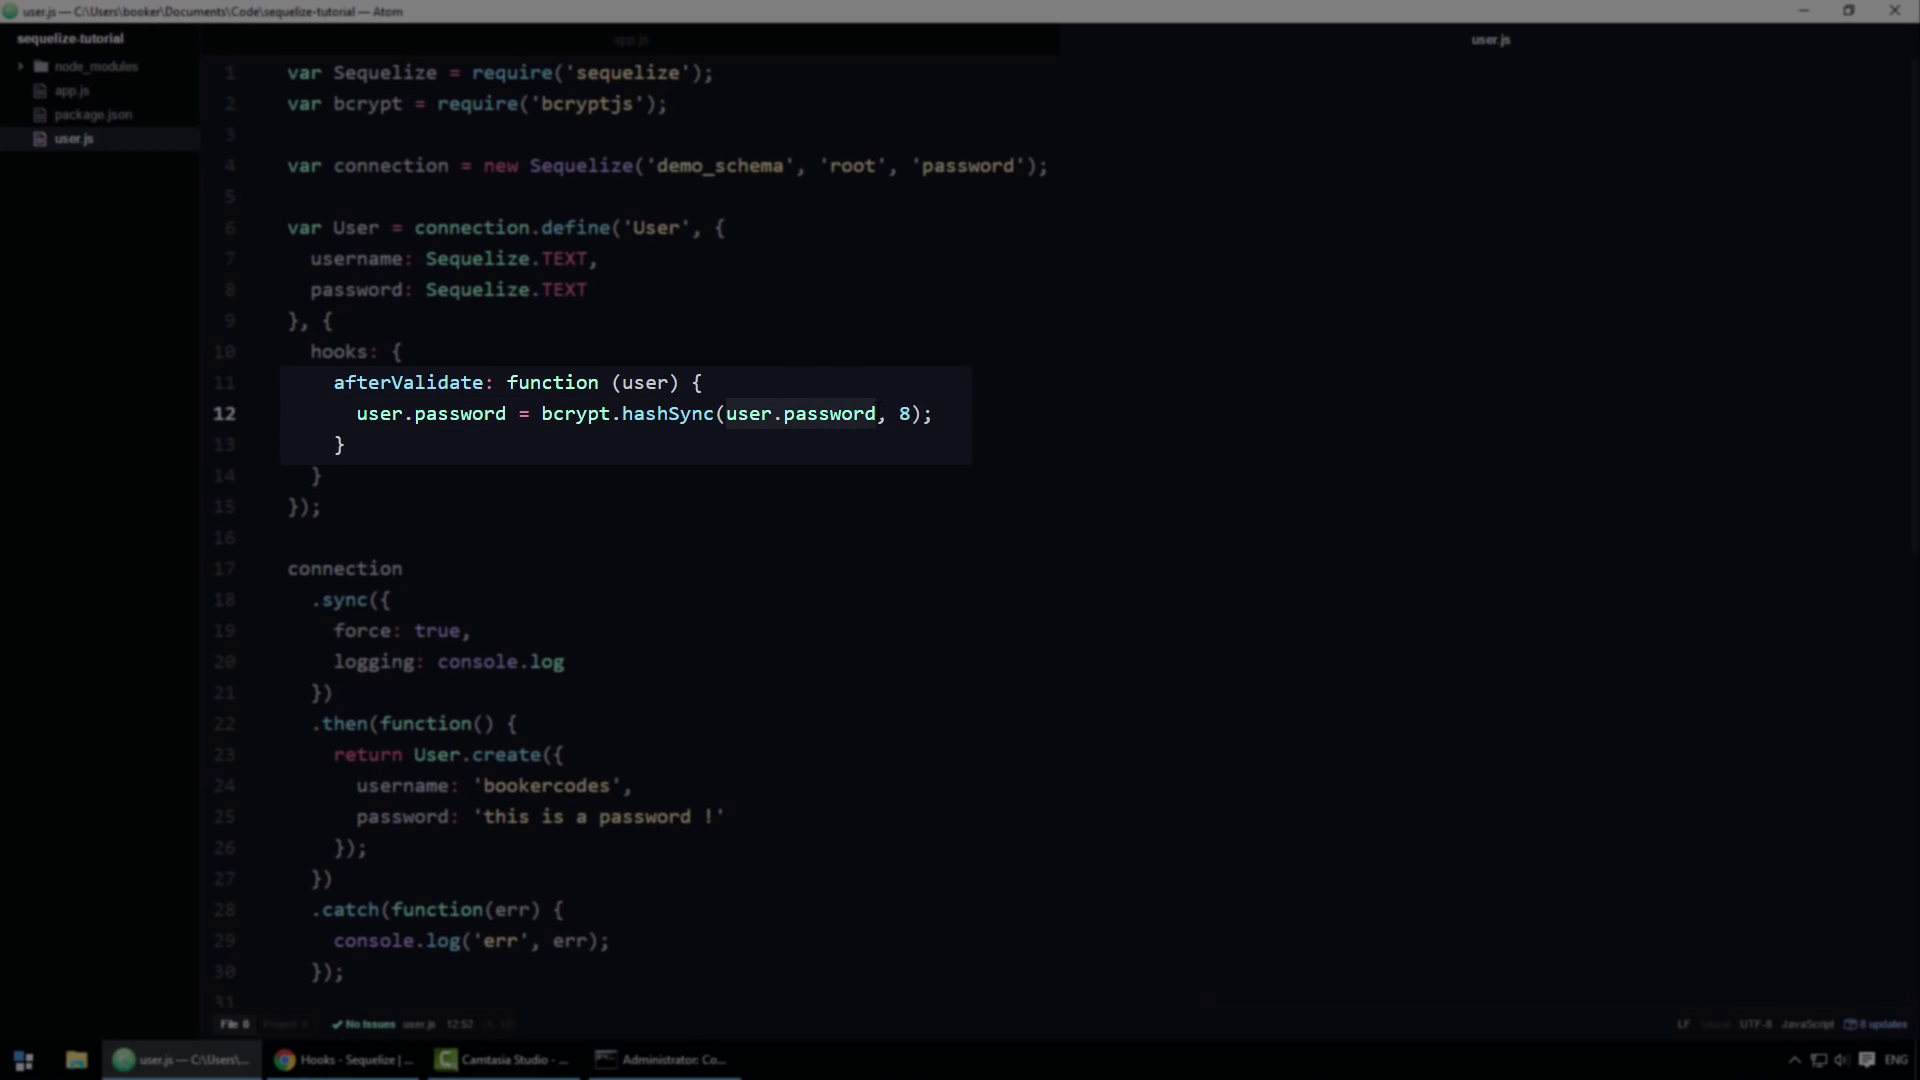 user.js — C:\Users\booker\Documents\Code\sequelize-tutorial — Atom
sequelize-tutorial
node_modules
app.js
package.json
user.js
app.js
user.js
1 var Sequelize = require('sequelize');
2 var bcrypt = require('bcryptjs');
3
4 var connection = new Sequelize('demo_schema', 'root', 'password');
5
6 var User = connection.define('User', {
7 username: Sequelize.TEXT,
8 password: Sequelize.TEXT
9 }, {
10 hooks: {
11 afterValidate: function (user) {
12 user.password = bcrypt.hashSync(user.password, 8);
13 }
14 }
15 });
16
17 connection
18 .sync({
19 force: true,
20 logging: console.log
21 })
22 .then(function() {
23 return User.create({
24 username: 'bookercodes',
25 password: 'this is a password !'
26 });
27 })
28 .catch(function(err) {
29 console.log('err', err);
30 });
31
File 0 Project 0 No Issues user.js 12:52 LF UTF-8 JavaScript 6 updates
user.js — C:\Users\... Hooks - Sequelize | ... Camtasia Studio - ... Administrator: Co... ENG